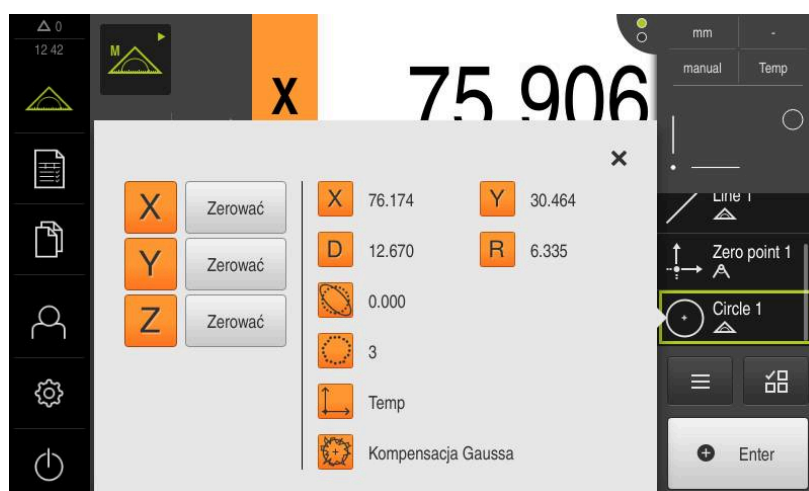 0
12 42
M
X
75.906
mm
-
manual
Temp
X
Zerować
Y
Zerować
Z
Zerować
X
76.174
Y
30.464
D
12.670
R
6.335
0.000
3
Temp
Kompensacja Gaussa
Line 1
Zero point 1
Circle 1
Enter